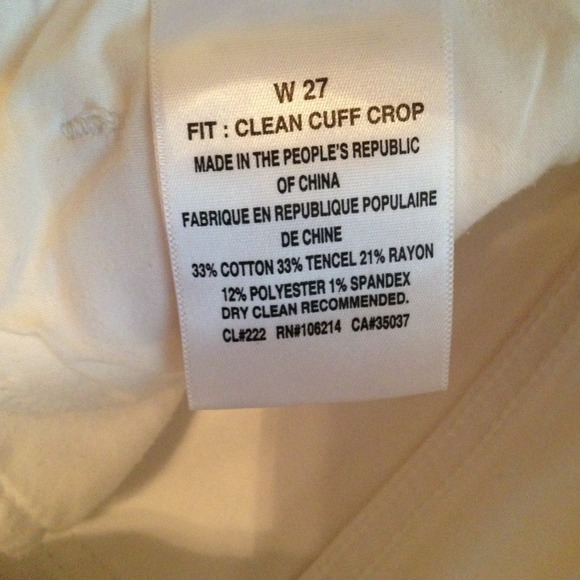 W 27
FIT : CLEAN CUFF CROP
MADE IN THE PEOPLE'S REPUBLIC
OF CHINA
FABRIQUE EN REPUBLIQUE POPULAIRE
DE CHINE
33% COTTON 33% TENCEL 21% RAYON
12% POLYESTER 1% SPANDEX
DRY CLEAN RECOMMENDED.
CL#222 RN#106214 CA#35037